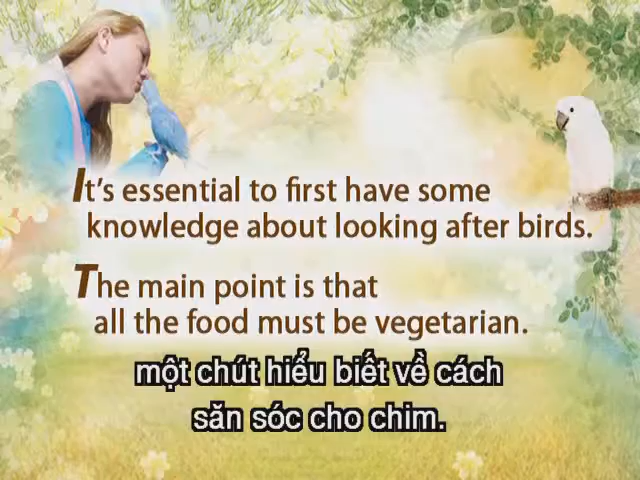 It's essential to first have some
knowledge about looking after birds.
The main point is that
all the food must be vegetarian.
một chút hiểu biết về cách
săn sóc cho chim.